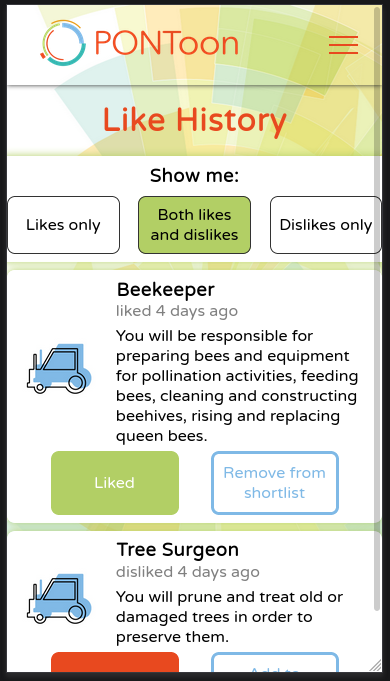 PONToon
Like History
Show me:
Likes only
Both likes
and dislikes
Dislikes only
Beekeeper
liked 4 days ago
You will be responsible for
preparing bees and equipment
for pollination activities, feeding
bees, cleaning and constructing
beehives, rising and replacing
queen bees.
Liked
Remove from
shortlist
Tree Surgeon
disliked 4 days ago
You will prune and treat old or
damaged trees in order to
preserve them.
Add to